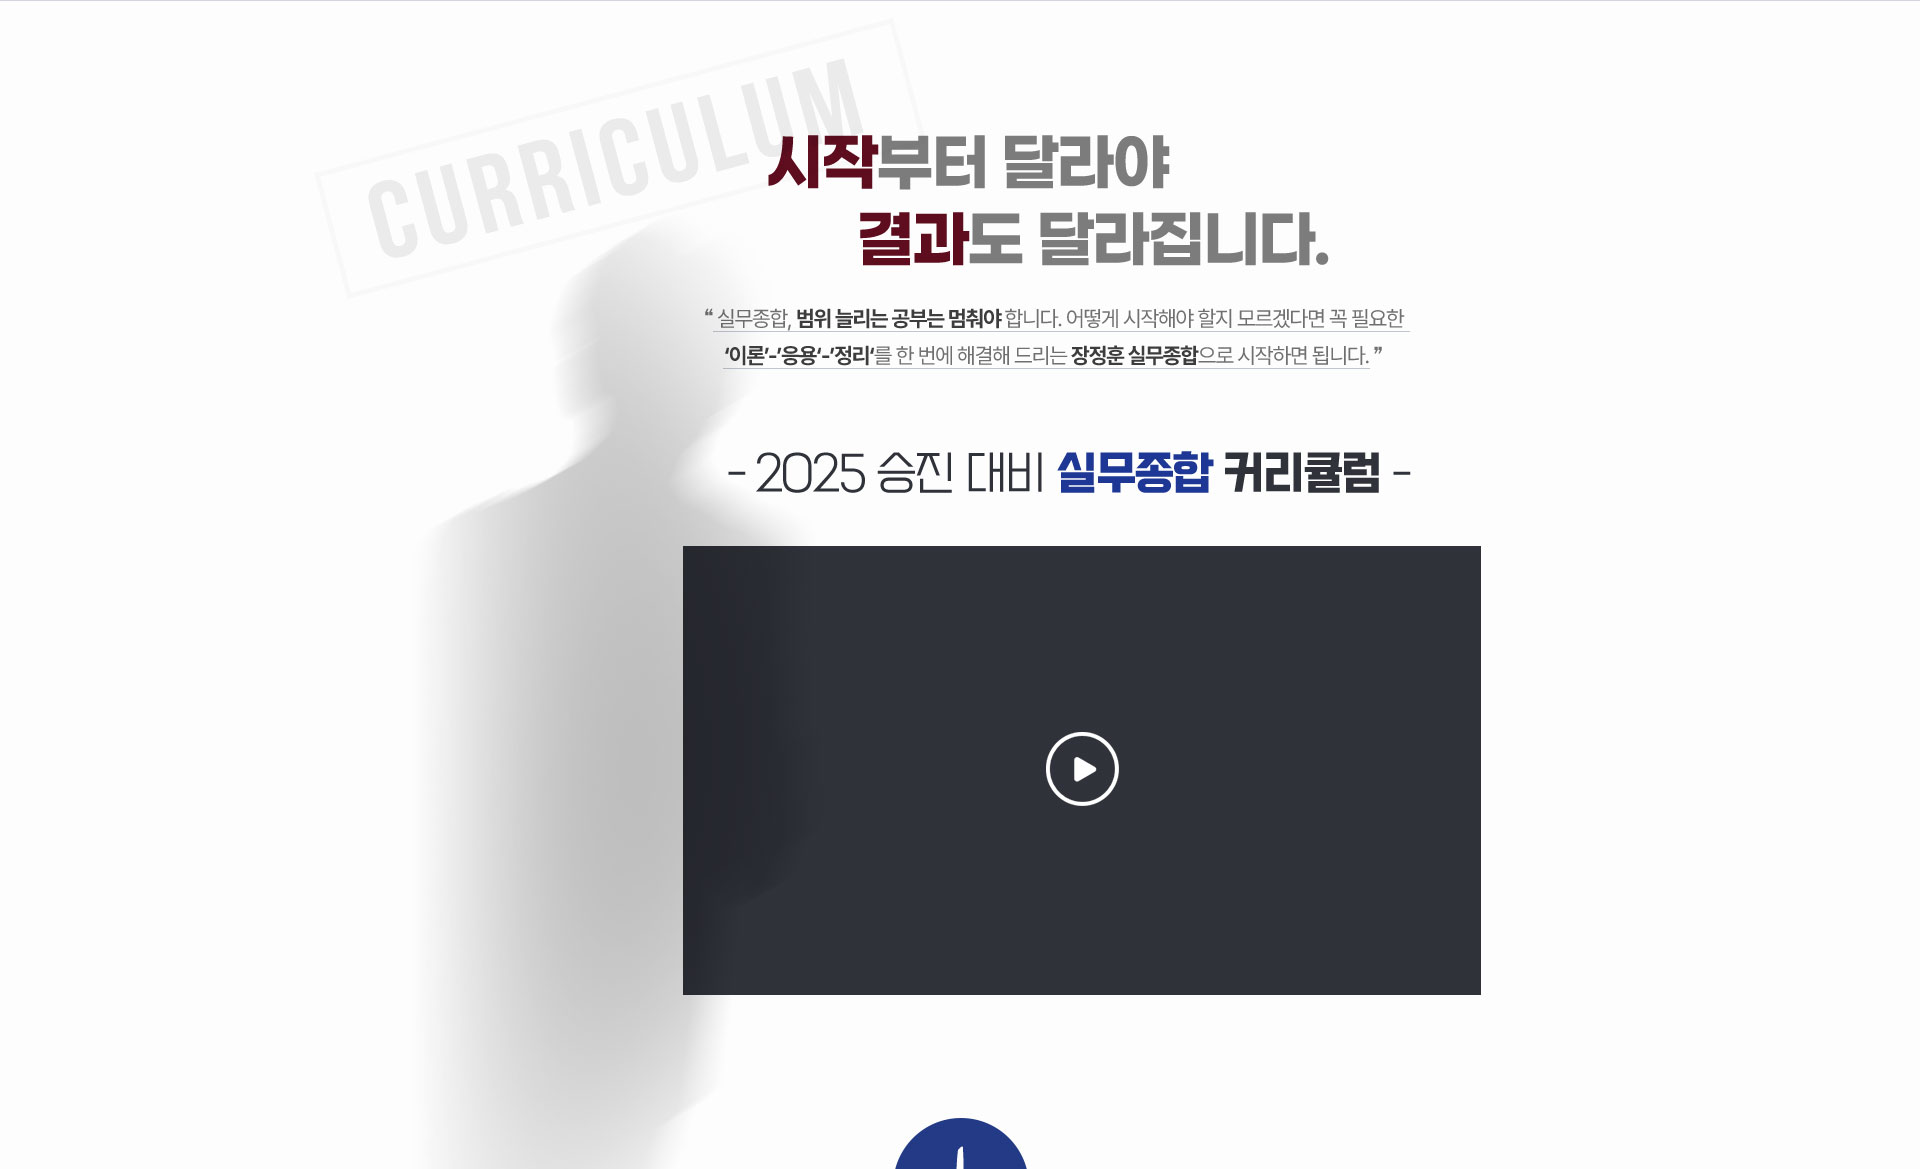 CURRICULUM
시작부터 달라야
결과도 달라집니다.
❝ 실무종합, 범위 늘리는 공부는 멈춰야 합니다. 어떻게 시작해야 할지 모르겠다면 꼭 필요한
‘이론’-’응용‘-’정리‘를 한 번에 해결해 드리는 장정훈 실무종합으로 시작하면 됩니다. ❞
- 2025 승진 대비 실무종합 커리큘럼 -